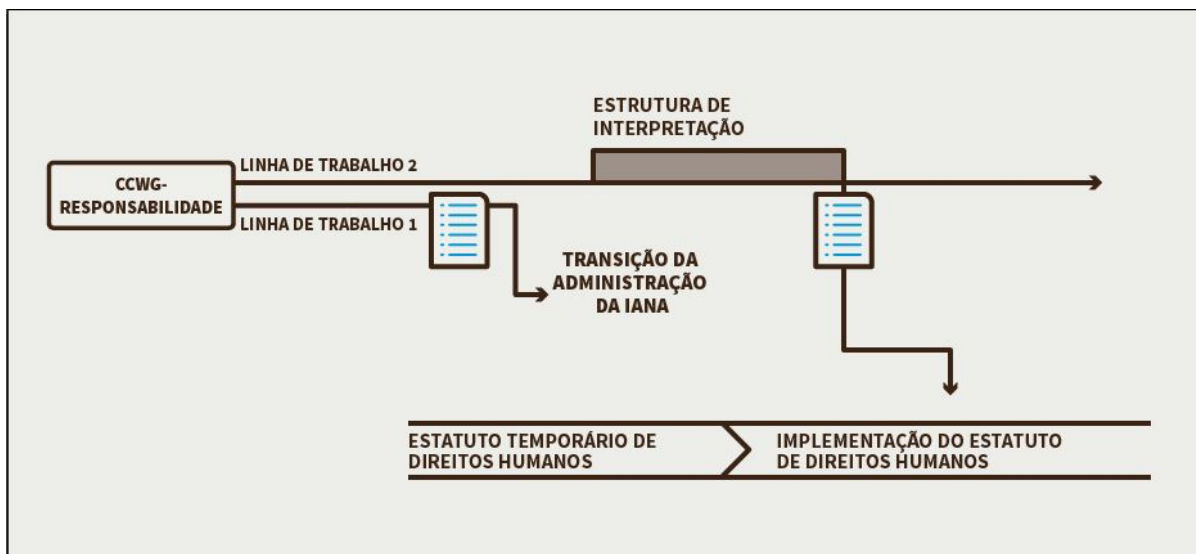 ESTRUTURA DE
INTERPRETAÇÃO
LINHA DE TRABALHO 2
CCWG-
RESPONSABILIDADE
LINHA DE TRABALHO 1
TRANSIÇÃO DA
ADMINISTRAÇÃO
DA IANA
ESTATUTO TEMPORÁRIO DE
DIREITOS HUMANOS
IMPLEMENTAÇÃO DO ESTATUTO
DE DIREITOS HUMANOS